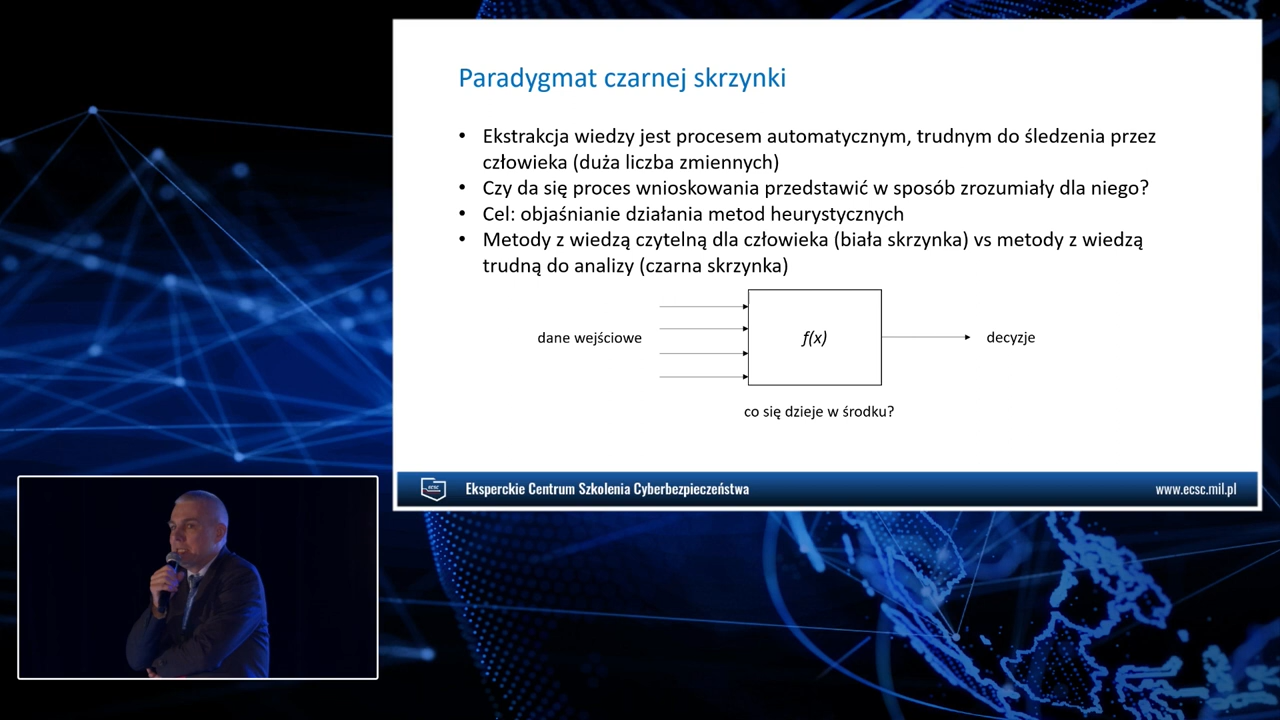 Paradygmat czarnej skrzynki
• Ekstrakcja wiedzy jest procesem automatycznym, trudnym do śledzenia przez
człowieka (duża liczba zmiennych)
• Czy da się proces wnioskowania przedstawić w sposób zrozumiały dla niego?
• Cel: objaśnianie działania metod heurystycznych
• Metody z wiedzą czytelną dla człowieka (biała skrzynka) vs metody z wiedzą
trudną do analizy (czarna skrzynka)
dane wejściowe
f(x)
decyzje
co się dzieje w środku?
ecsc
Eksperckie Centrum Szkolenia Cyberbezpieczeństwa
www.ecsc.mil.pl